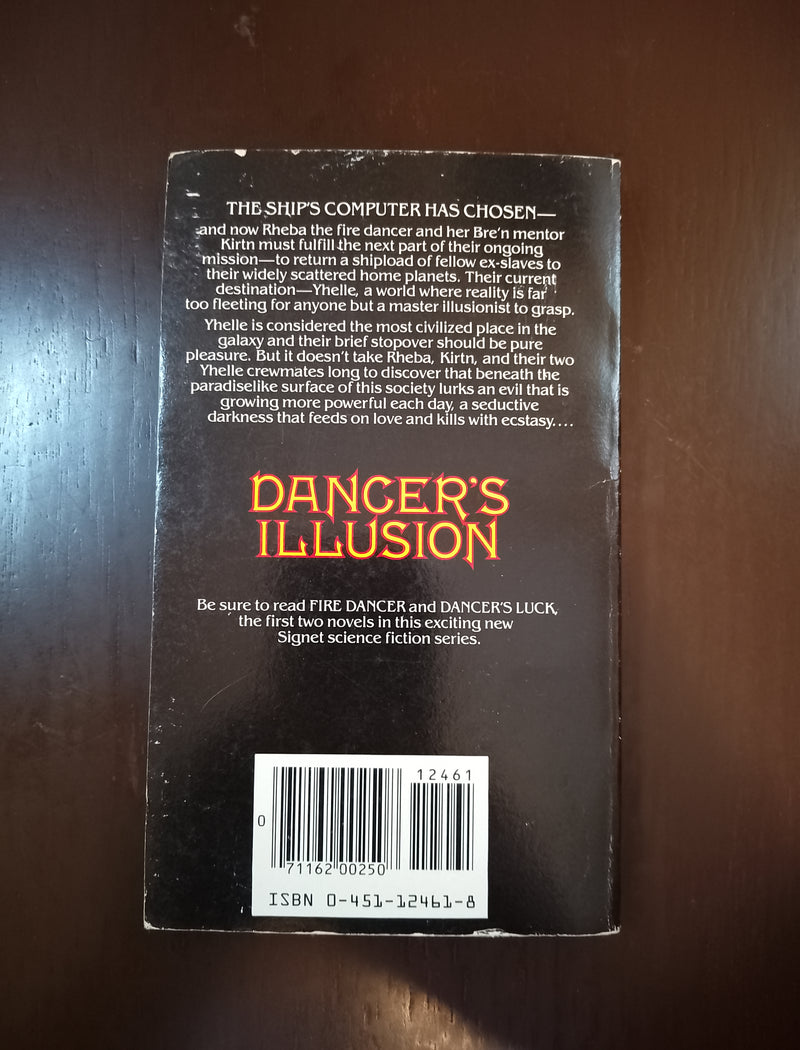 THE SHIP'S COMPUTER HAS CHOSEN—
and now Rheba the fire dancer and her Bre'n mentor
Kirtn must fulfill the next part of their ongoing
mission—to return a shipload of fellow ex-slaves to
their widely scattered home planets. Their current
destination—Yhelle, a world where reality is far
too fleeting for anyone but a master illusionist to grasp.
Yhelle is considered the most civilized place in the
galaxy and their brief stopover should be pure
pleasure. But it doesn't take Rheba, Kirtn, and their two
Yhelle crewmates long to discover that beneath the
paradiselike surface of this society lurks an evil that is
growing more powerful each day, a seductive
darkness that feeds on love and kills with ecstasy....
DANCER'S
ILLUSION
Be sure to read FIRE DANCER and DANCER'S LUCK,
the first two novels in this exciting new
Signet science fiction series.
12461
0
71162 00250
ISBN 0-451-12461-8